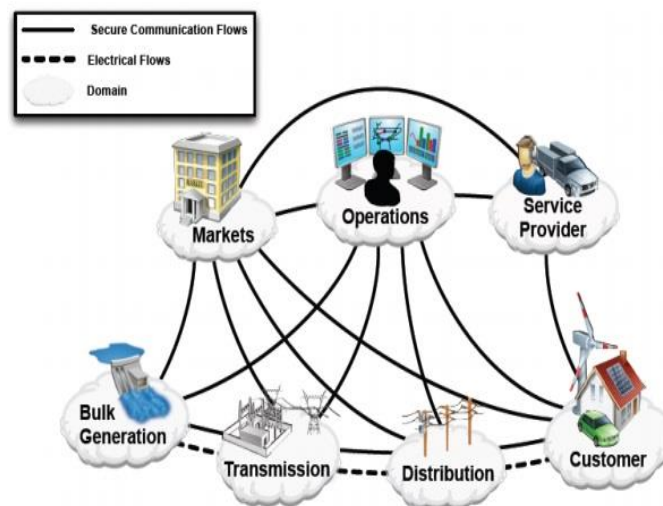 Secure Communication Flows
Electrical Flows
Domain
Markets
Operations
Service
Provider
Bulk
Generation
Transmission
Distribution
Customer